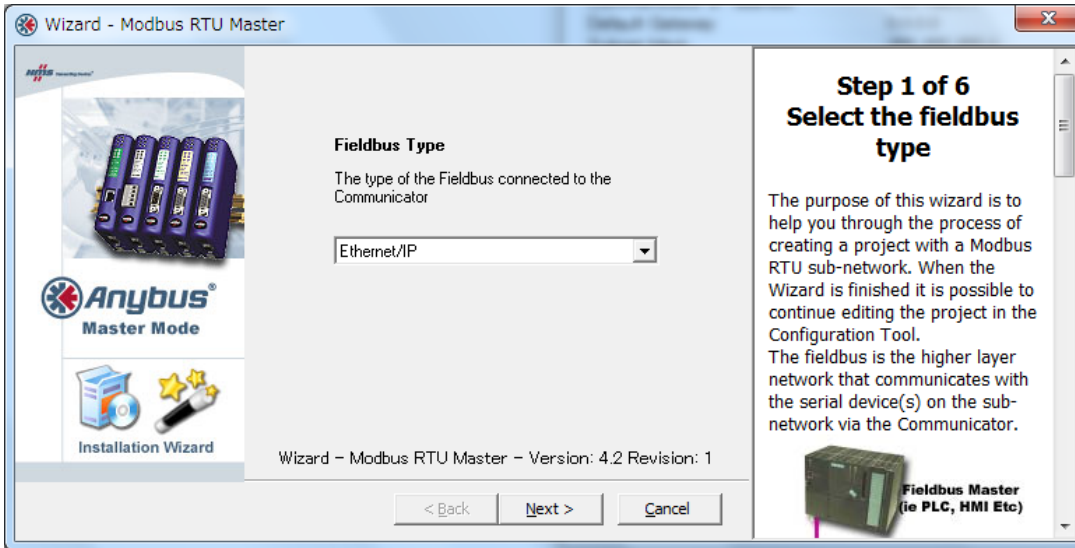 Wizard - Modbus RTU Master
Default Gateway
HMS
Anybus®
Master Mode
Installation Wizard
Fieldbus Type
The type of the Fieldbus connected to the
Communicator
Ethernet/IP
Wizard - Modbus RTU Master - Version: 4.2 Revision: 1
< Back
Next >
Cancel
Step 1 of 6
Select the fieldbus
type
The purpose of this wizard is to
help you through the process of
creating a project with a Modbus
RTU sub-network. When the
Wizard is finished it is possible to
continue editing the project in the
Configuration Tool.
The fieldbus is the higher layer
network that communicates with
the serial device(s) on the sub-
network via the Communicator.
Fieldbus Master
(ie PLC, HMI Etc)